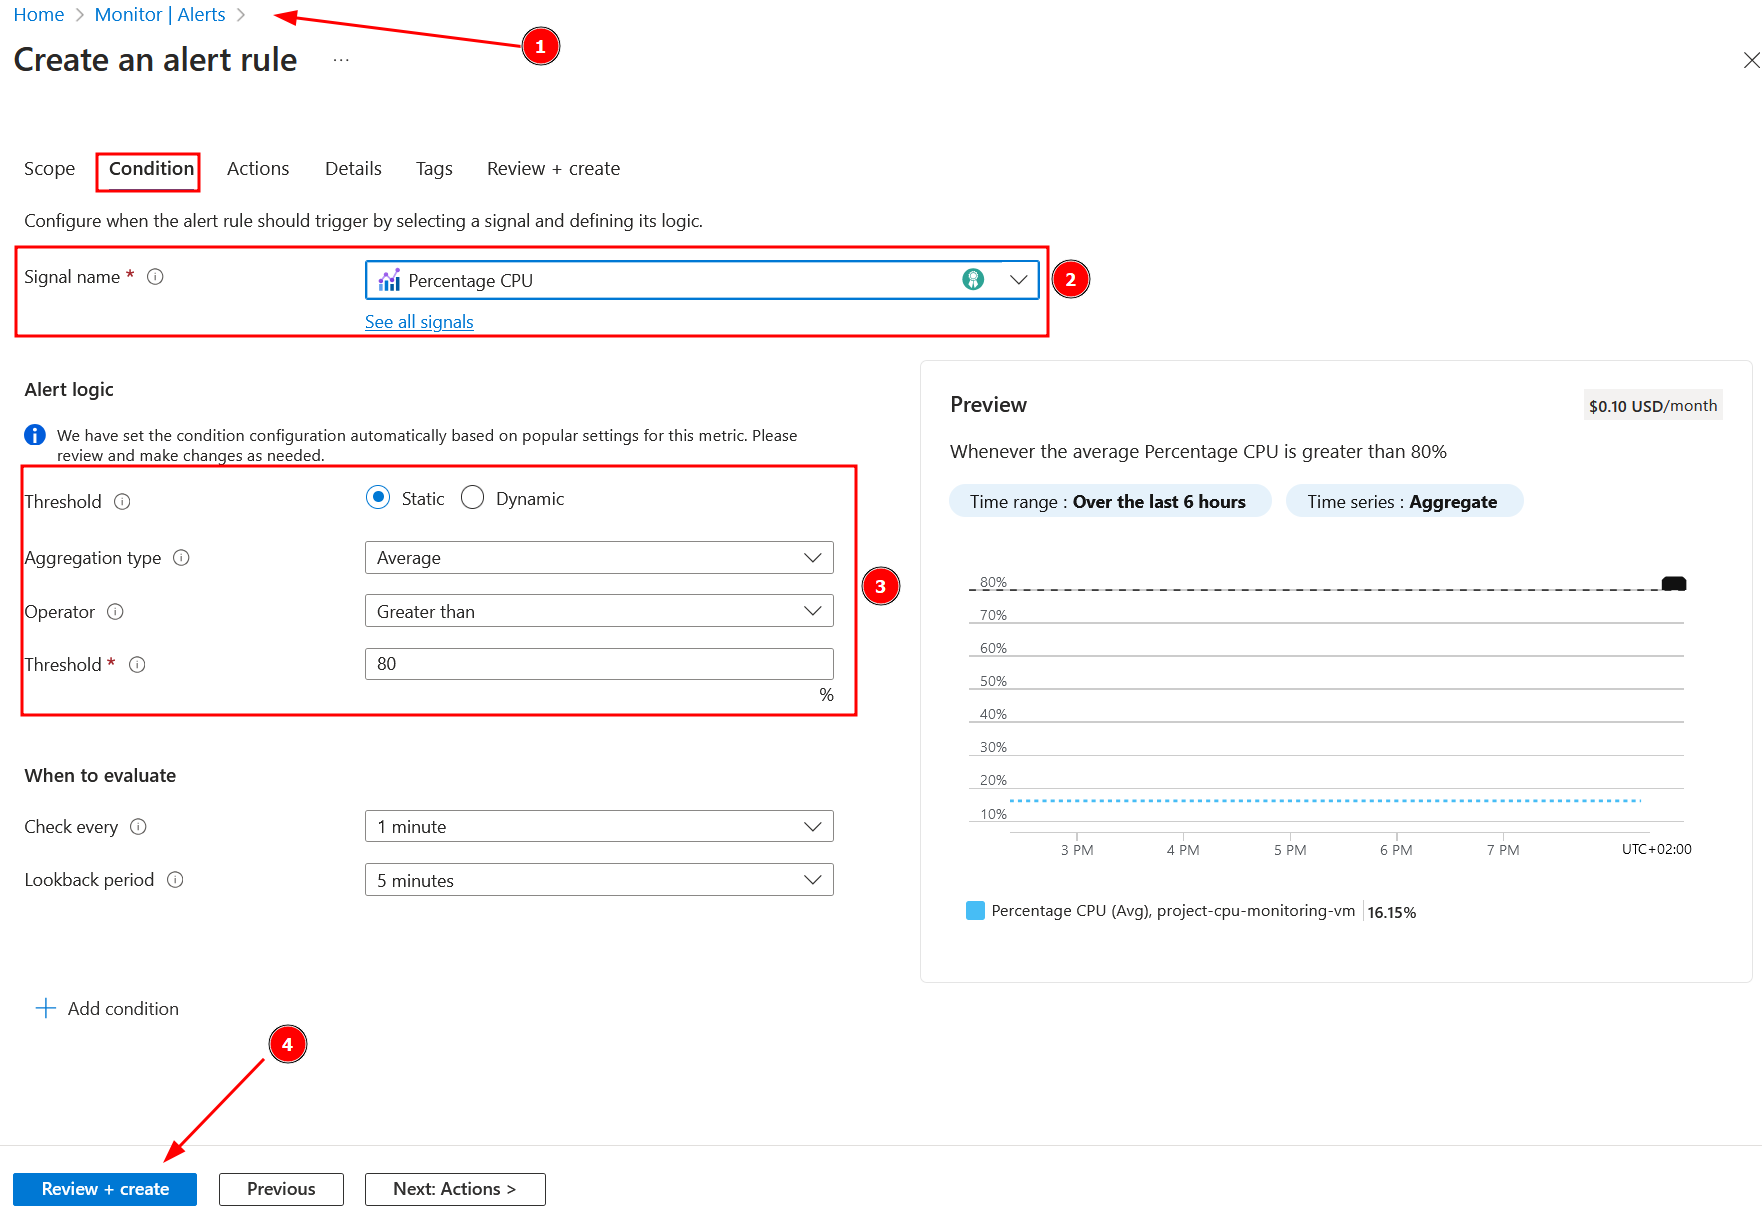 Home > Monitor | Alerts >
1
Create an alert rule ...
Scope Condition Actions Details Tags Review + create
Configure when the alert rule should trigger by selecting a signal and defining its logic.
Signal name * Percentage CPU
2
See all signals
Alert logic
We have set the condition configuration automatically based on popular settings for this metric. Please
review and make changes as needed.
Threshold Static Dynamic
Aggregation type Average
Operator Greater than
Threshold * 80
%
3
When to evaluate
Check every 1 minute
Lookback period 5 minutes
Add condition
Preview
$0.10 USD/month
Whenever the average Percentage CPU is greater than 80%
Time range : Over the last 6 hours Time series : Aggregate
80%
70%
60%
50%
40%
30%
20%
10%
3 PM 4 PM 5 PM 6 PM 7 PM UTC+02:00
Percentage CPU (Avg), project-cpu-monitoring-vm 16.15%
4
Review + create Previous Next: Actions >